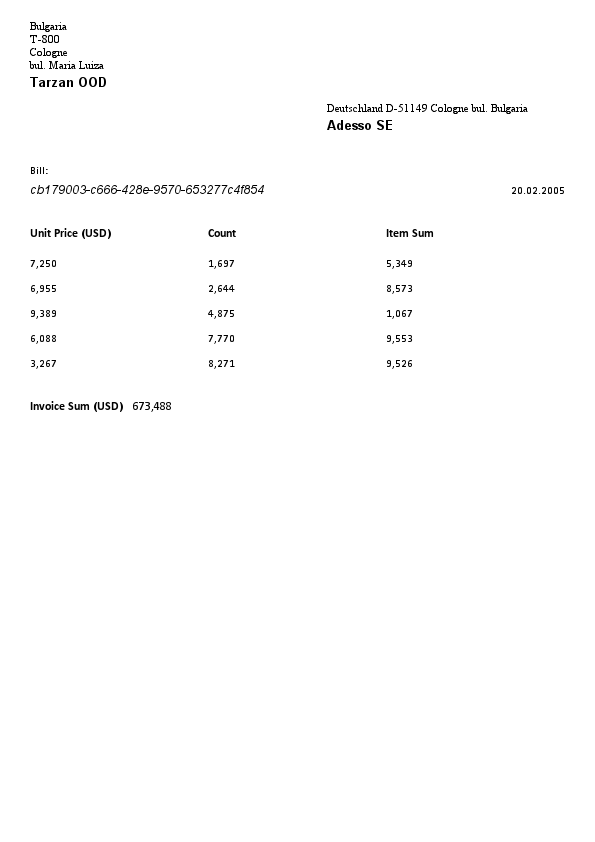 Bulgaria
T-800
Cologne
bul. Maria Luiza
Tarzan OOD
Deutschland D-51149 Cologne bul. Bulgaria
Adesso SE
Bill:
cb179003-c666-428e-9570-653277c4f854 20.02.2005
Unit Price (USD) Count Item Sum
7,250 1,697 5,349
6,955 2,644 8,573
9,389 4,875 1,067
6,088 7,770 9,553
3,267 8,271 9,526
Invoice Sum (USD) 673,488